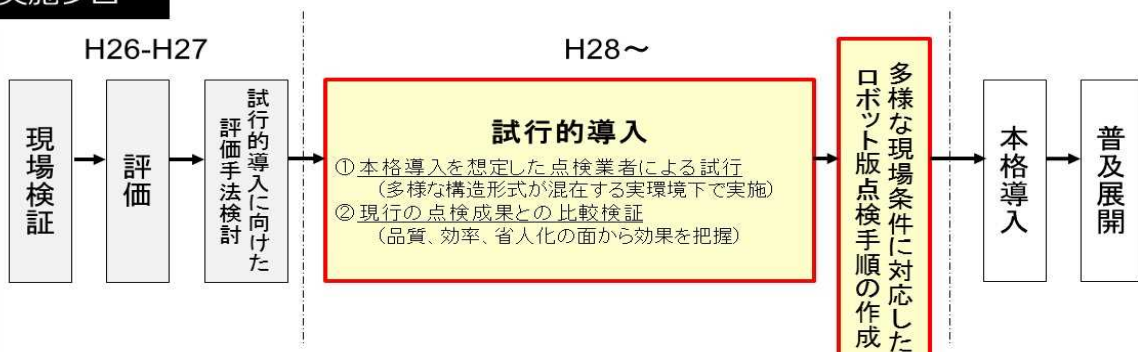 実施フロー
H26-H27
H28～
現場検証
評価
試行的導入に向けた
評価手法検討
試行的導入
①本格導入を想定した点検業者による試行
（多様な構造形式が混在する実環境下で実施）
②現行の点検成果との比較検証
（品質、効率、省人化の面から効果を把握）
多様な現場条件に対応した
ロボット版点検手順の作成
本格導入
普及展開